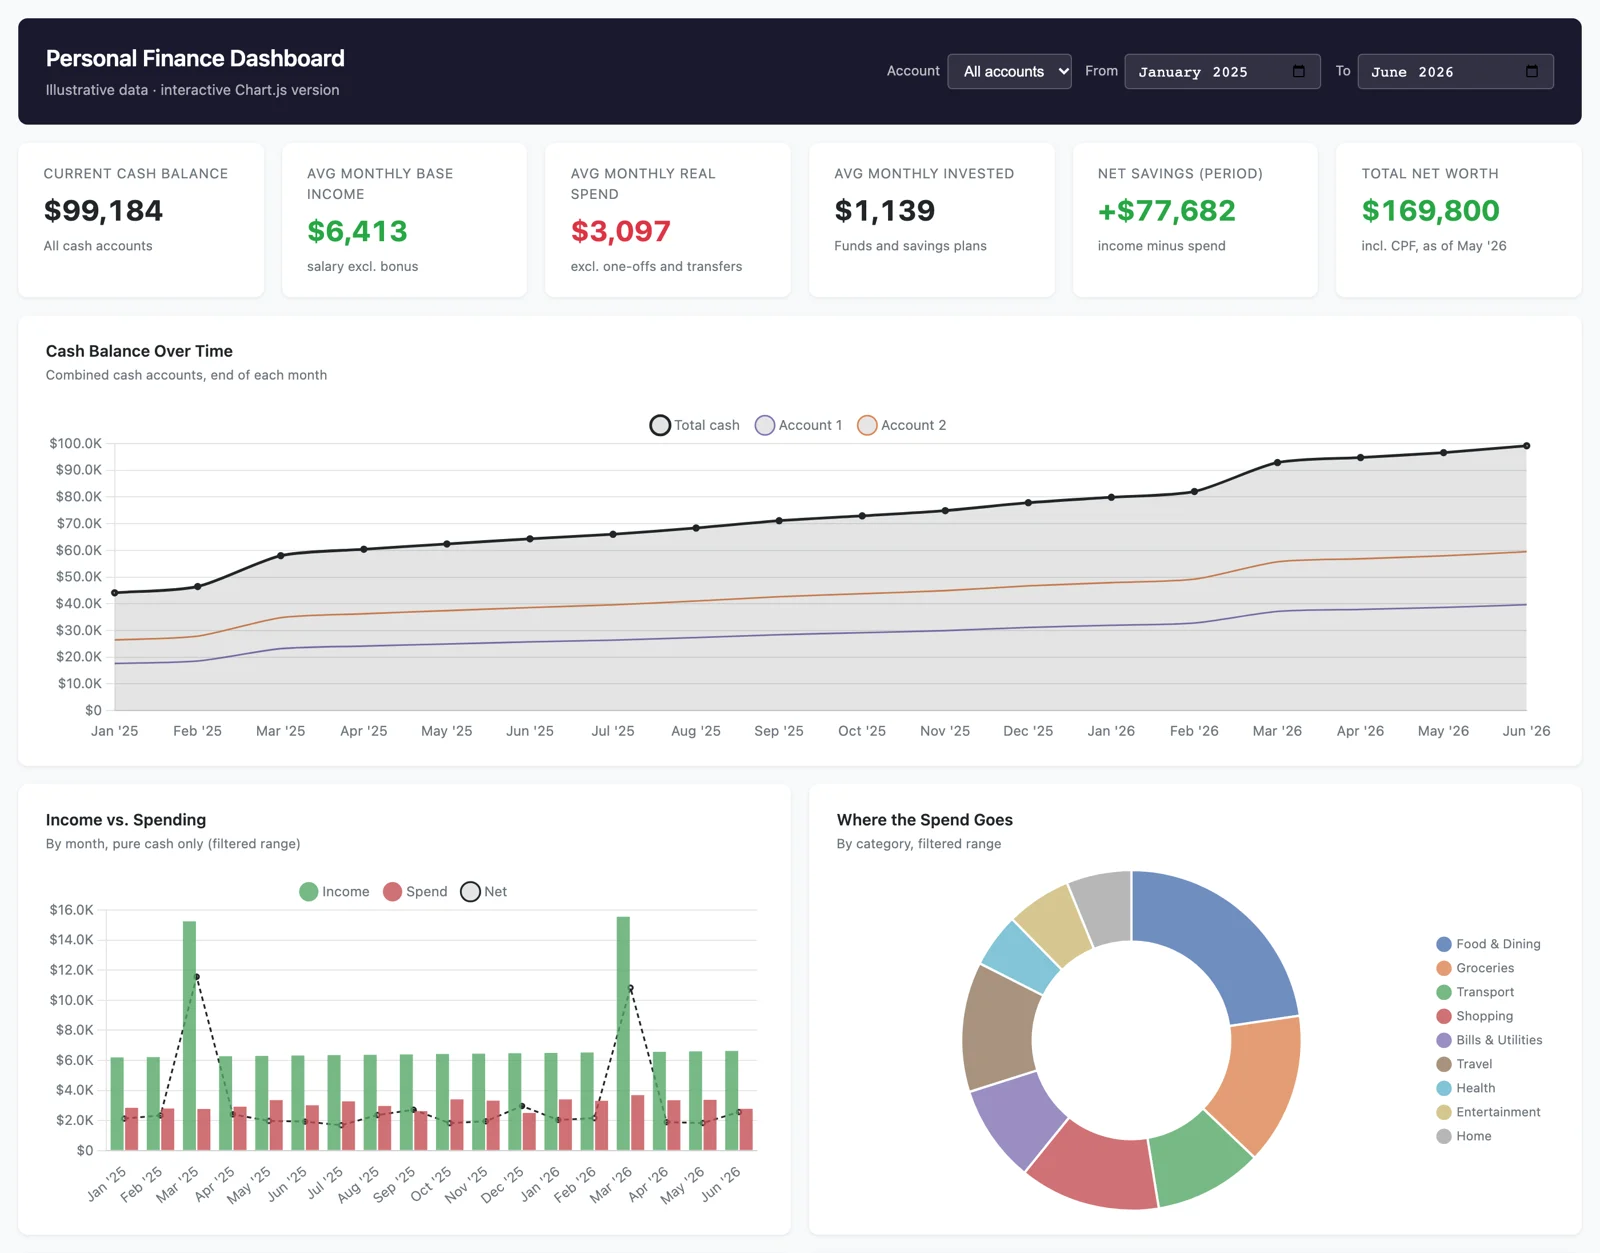 Personal Finance Dashboard
Illustrative data · interactive Chart.js version
Account All accounts From January 2025 To June 2026
CURRENT CASH BALANCE
$99,184
All cash accounts
AVG MONTHLY BASE
INCOME
$6,413
salary excl. bonus
AVG MONTHLY REAL
SPEND
$3,097
excl. one-offs and transfers
AVG MONTHLY INVESTED
$1,139
Funds and savings plans
NET SAVINGS (PERIOD)
+$77,682
income minus spend
TOTAL NET WORTH
$169,800
incl. CPF, as of May '26
Cash Balance Over Time
Combined cash accounts, end of each month
Total cash Account 1 Account 2
$100.0K
$90.0K
$80.0K
$70.0K
$60.0K
$50.0K
$40.0K
$30.0K
$20.0K
$10.0K
$0
Jan '25 Feb '25 Mar '25 Apr '25 May '25 Jun '25 Jul '25 Aug '25 Sep '25 Oct '25 Nov '25 Dec '25 Jan '26 Feb '26 Mar '26 Apr '26 May '26 Jun '26
Income vs. Spending
By month, pure cash only (filtered range)
Income Spend Net
$16.0K
$14.0K
$12.0K
$10.0K
$8.0K
$6.0K
$4.0K
$2.0K
$0
Jan '25 Feb '25 Mar '25 Apr '25 May '25 Jun '25 Jul '25 Aug '25 Sep '25 Oct '25 Nov '25 Dec '25 Jan '26 Feb '26 Mar '26 Apr '26 May '26 Jun '26
Where the Spend Goes
By category, filtered range
Food & Dining
Groceries
Transport
Shopping
Bills & Utilities
Travel
Health
Entertainment
Home